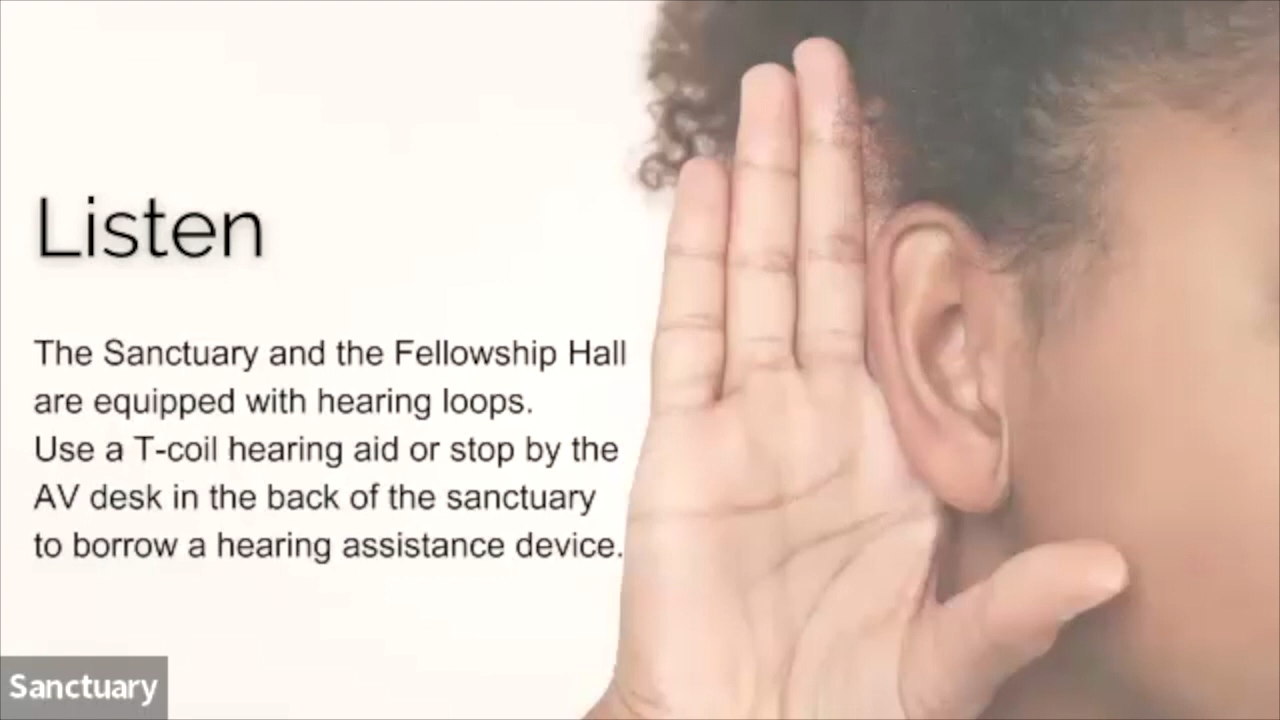 Listen
The Sanctuary and the Fellowship Hall
are equipped with hearing loops.
Use a T-coil hearing aid or stop by the
AV desk in the back of the sanctuary
to borrow a hearing assistance device.
Sanctuary